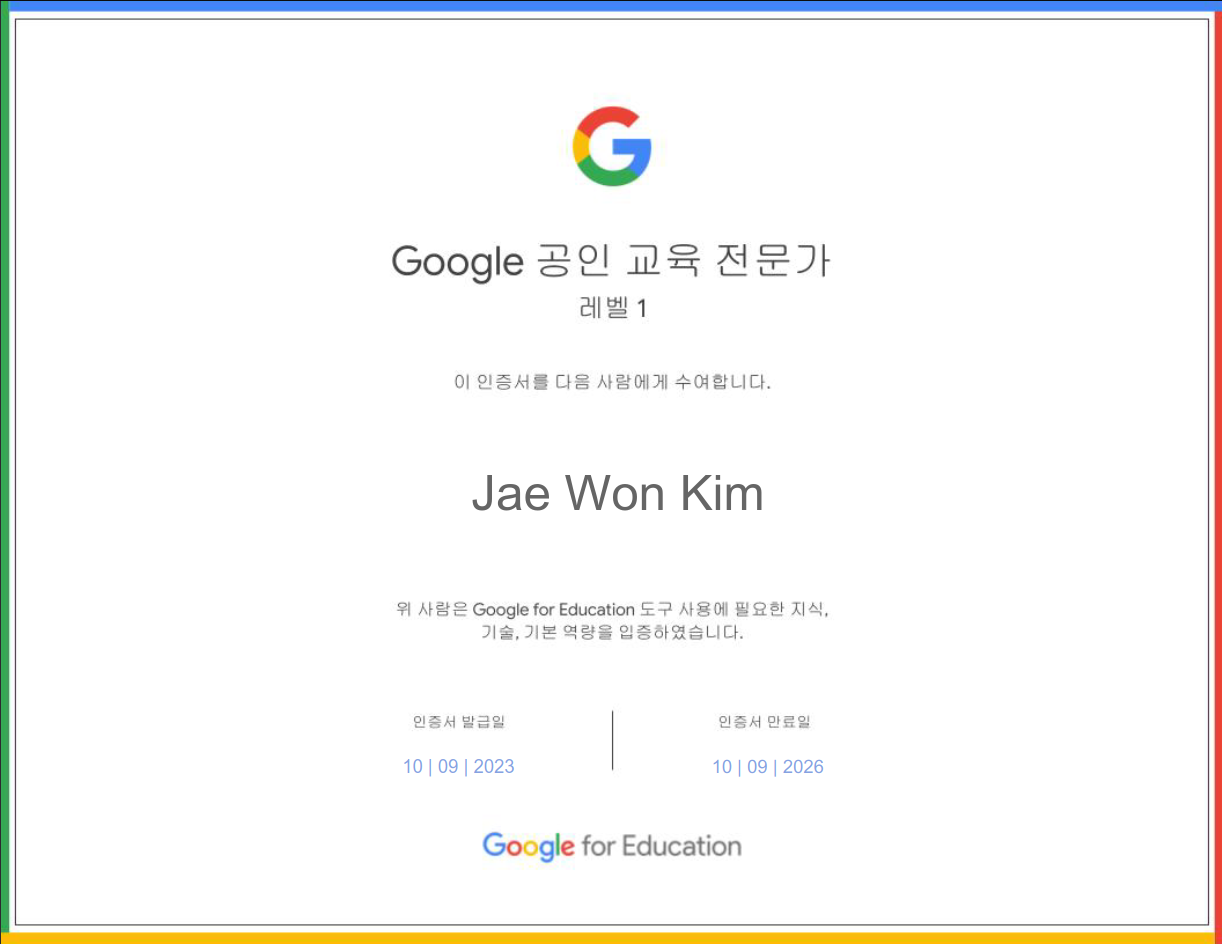 Google 공인 교육 전문가
레벨 1
이 인증서를 다음 사람에게 수여합니다.
Jae Won Kim
위 사람은 Google for Education 도구 사용에 필요한 지식,
기술, 기본 역량을 입증하였습니다.
인증서 발급일
10 | 09 | 2023
인증서 만료일
10 | 09 | 2026
Google for Education